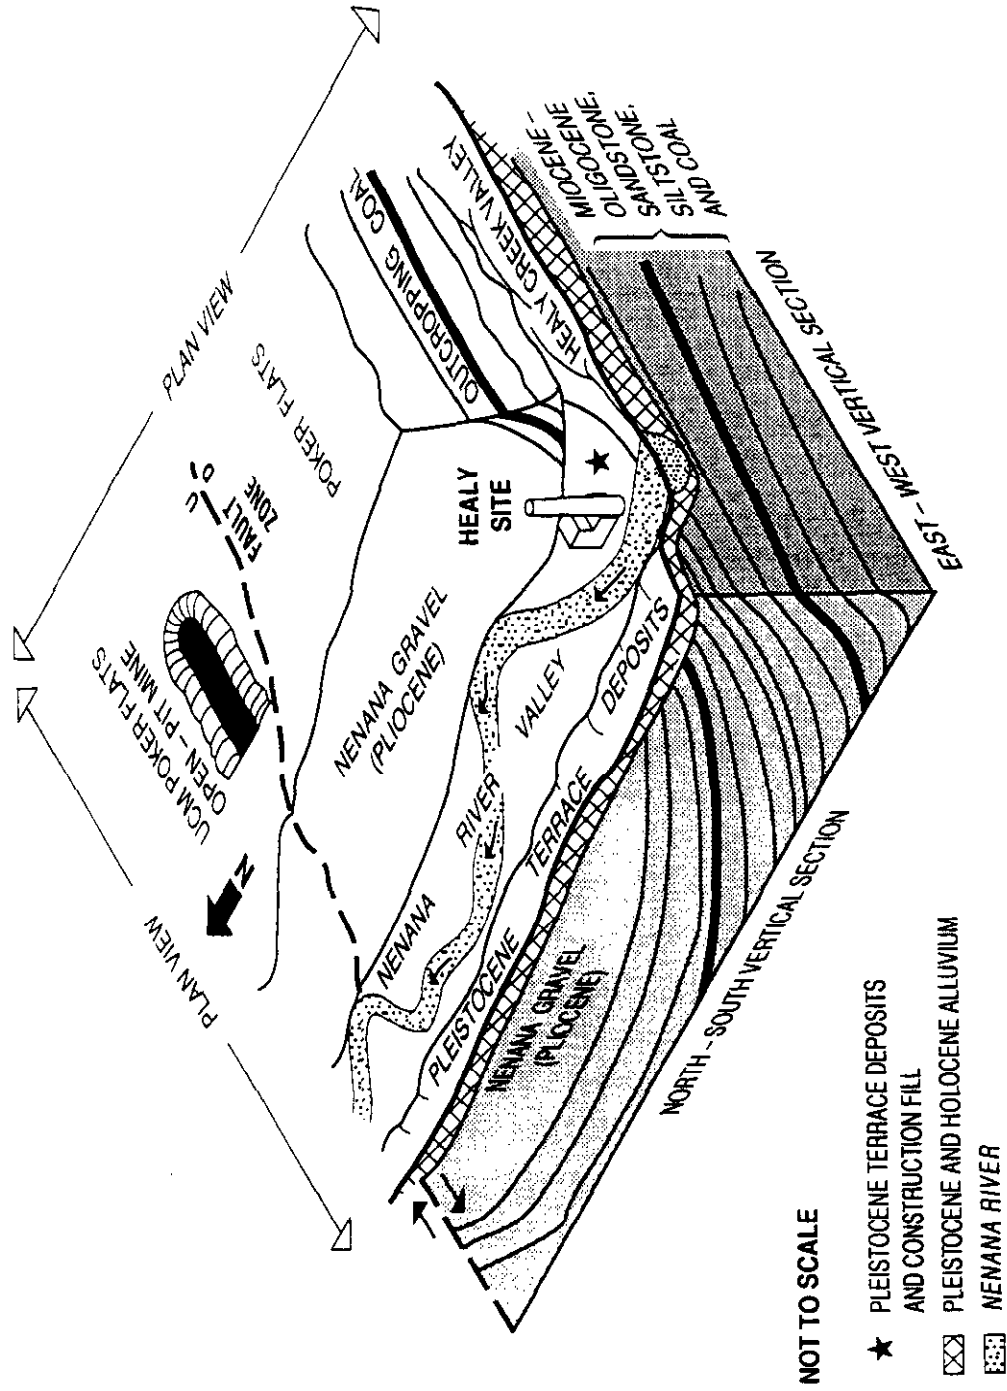 PLAN VIEW
PLAN VIEW
N
UCM POKER FLATS
OPEN - PIT MINE
U
D
FAULT
ZONE
POKER FLATS
NENANA GRAVEL
(PLIOCENE)
HEALY
SITE
OUTCROPPING COAL
HEALY CREEK VALLEY
NENANA RIVER VALLEY
PLEISTOCENE TERRACE DEPOSITS
NENANA GRAVEL
(PLIOCENE)
MIOCENE -
OLIGOCENE
SANDSTONE,
SILTSTONE,
AND COAL
NORTH - SOUTH VERTICAL SECTION
EAST - WEST VERTICAL SECTION
NOT TO SCALE
PLEISTOCENE TERRACE DEPOSITS
AND CONSTRUCTION FILL
PLEISTOCENE AND HOLOCENE ALLUVIUM
NENANA RIVER